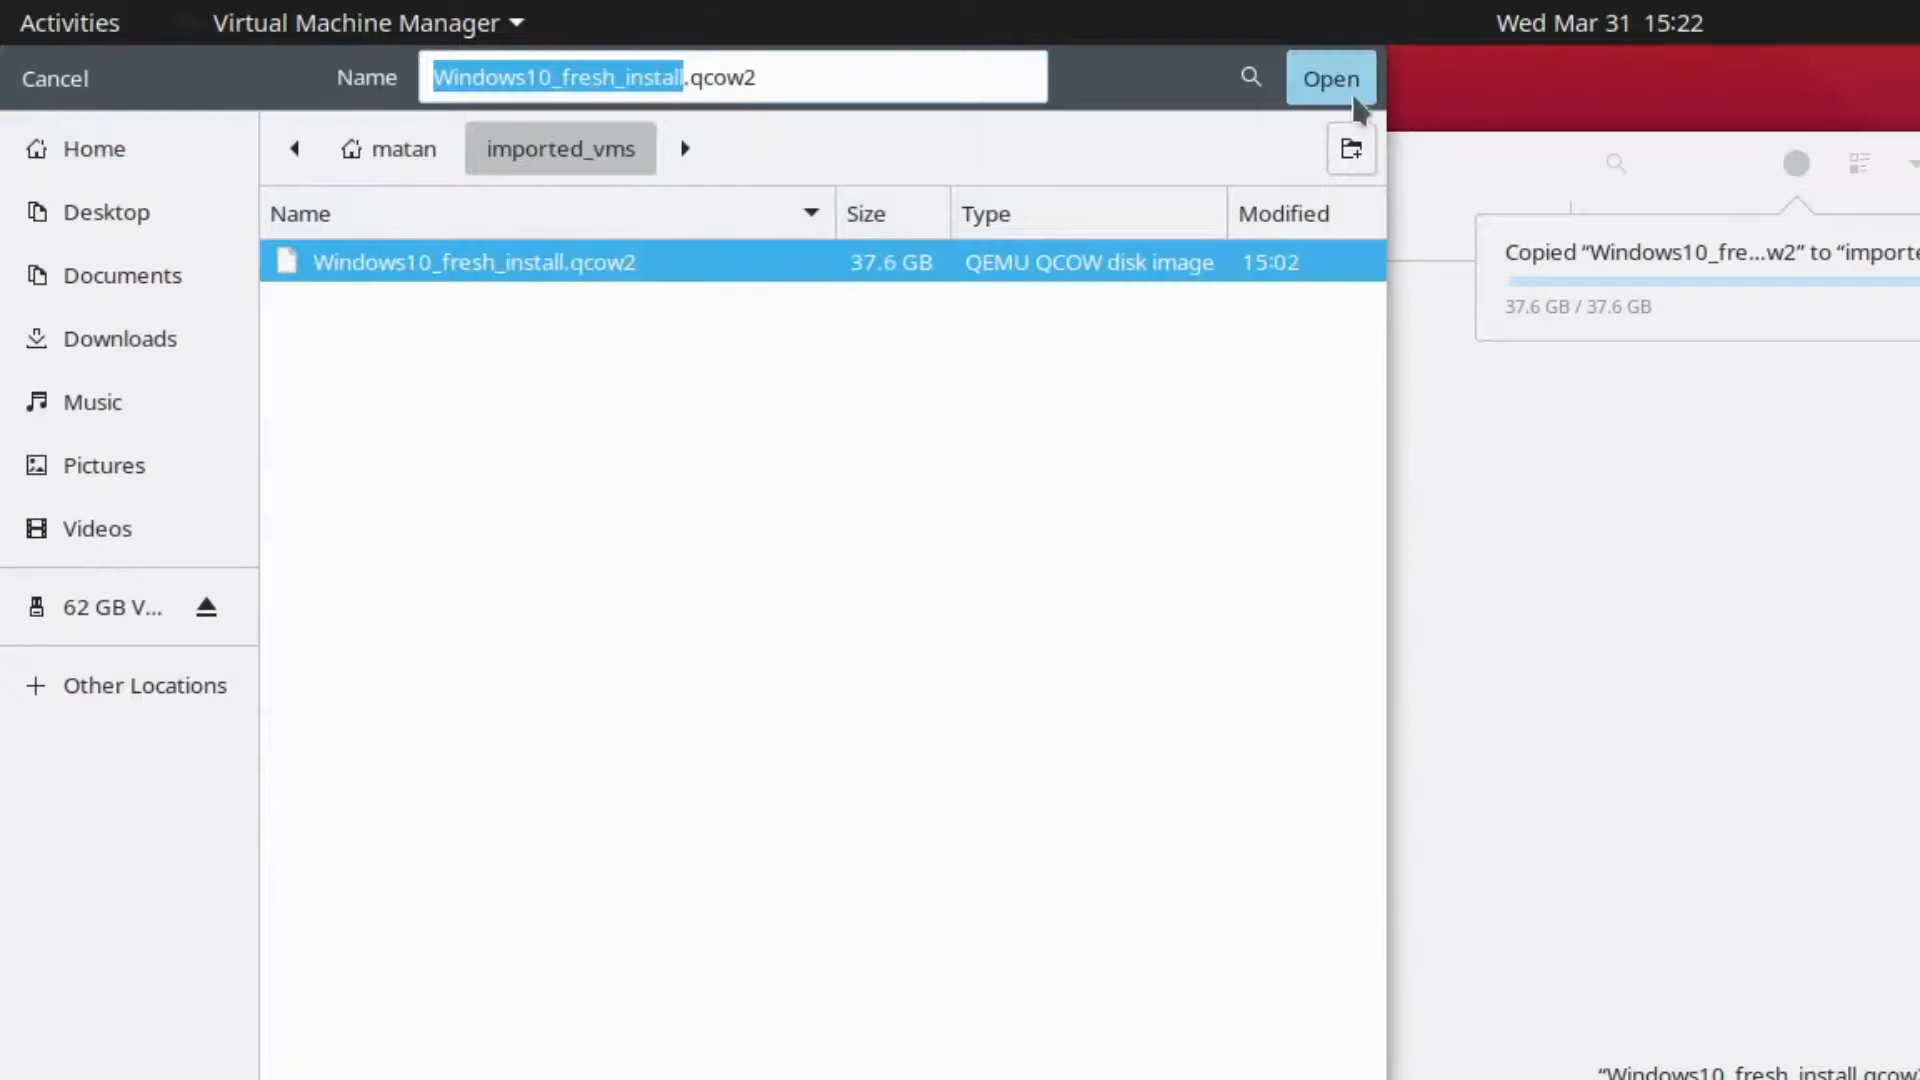 Activities Virtual Machine Manager Wed Mar 31 15:22
Cancel Name Windows10_fresh_install.qcow2 Open
Home
Desktop
Documents
Downloads
Music
Pictures
Videos
62 GB V...
Other Locations
matan imported_vms
Name Size Type Modified
Windows10_fresh_install.qcow2 37.6 GB QEMU QCOW disk image 15:02
Copied “Windows10_fre...w2” to “importe
37.6 GB / 37.6 GB
“Windows10_fresh_install.qcow2